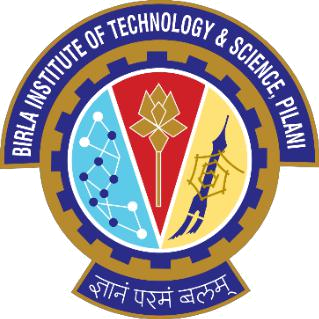 BIRLA INSTITUTE OF TECHNOLOGY & SCIENCE, PILANI
ज्ञानं परमं बलम्